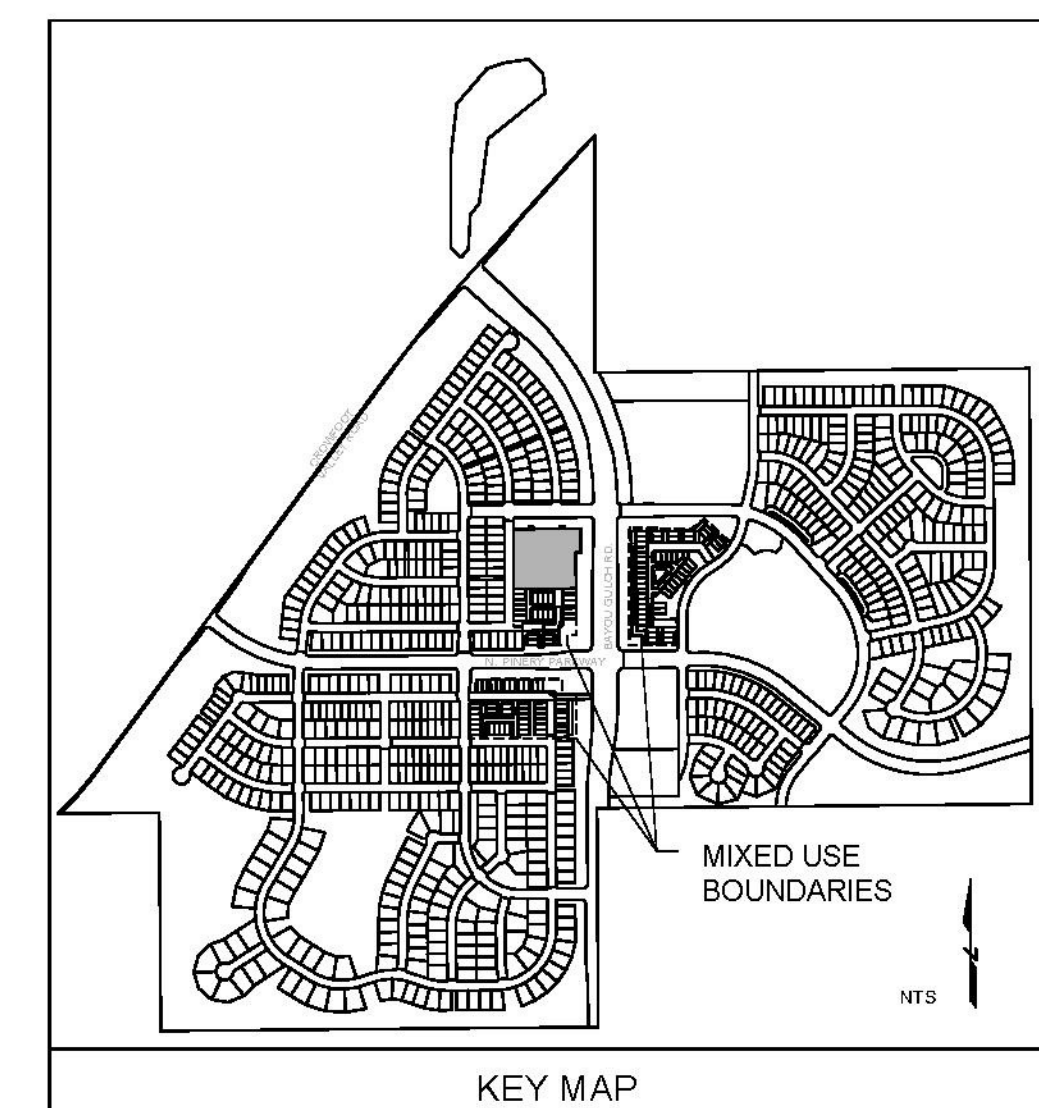 CROWFOOT
VALLEY ROAD
BAYOU GULCH RD.
N. PINERY PARKWAY
MIXED USE
BOUNDARIES
NTS
KEY MAP